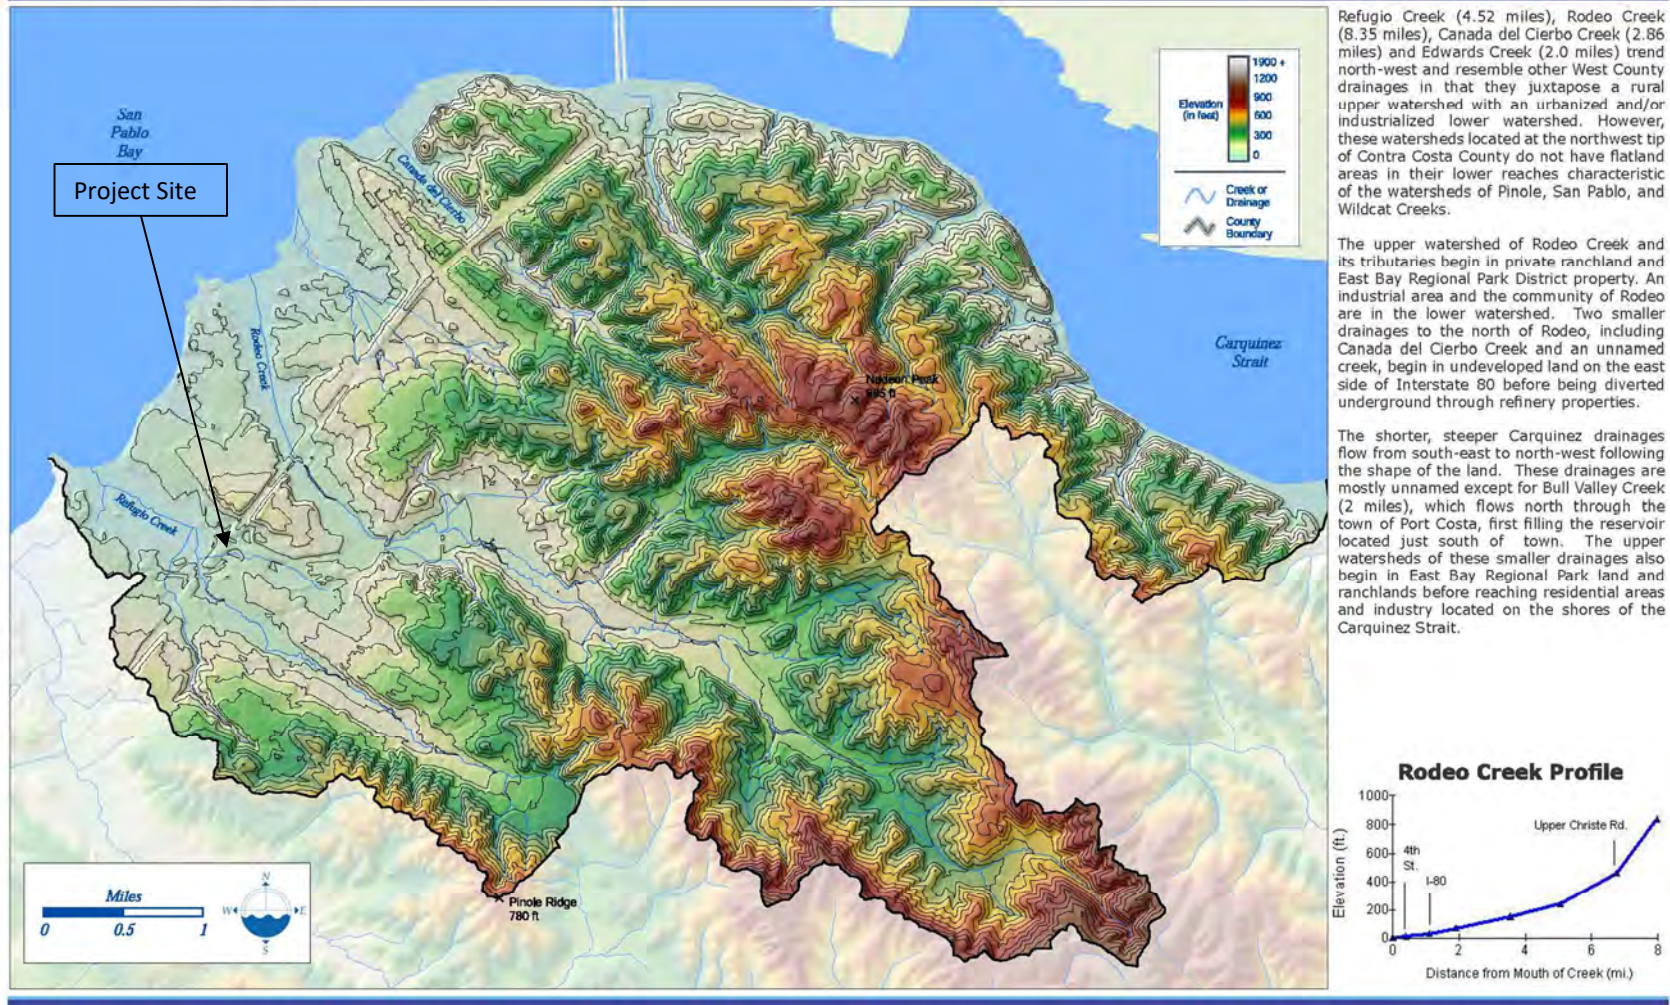 San
Pablo
Bay
Project Site
Canada del Cierbo
Rodeo Creek
Refugio Creek
Nedeon Peak
Carquinez
Strait
Pinole Ridge
780 ft
Elevation
(in feet)
1900 +
1200
900
600
300
0
Creek or
Drainage
County
Boundary
Miles
0
0.5
1
N
W
E
S
Refugio Creek (4.52 miles), Rodeo Creek
(8.35 miles), Canada del Cierbo Creek (2.86
miles) and Edwards Creek (2.0 miles) trend
north-west and resemble other West County
drainages in that they juxtapose a rural
upper watershed with an urbanized and/or
industrialized lower watershed. However,
these watersheds located at the northwest tip
of Contra Costa County do not have flatland
areas in their lower reaches characteristic
of the watersheds of Pinole, San Pablo, and
Wildcat Creeks.
The upper watershed of Rodeo Creek and
its tributaries begin in private ranchland and
East Bay Regional Park District property. An
industrial area and the community of Rodeo
are in the lower watershed. Two smaller
drainages to the north of Rodeo, including
Canada del Cierbo Creek and an unnamed
creek, begin in undeveloped land on the east
side of Interstate 80 before being diverted
underground through refinery properties.
The shorter, steeper Carquinez drainages
flow from south-east to north-west following
the shape of the land. These drainages are
mostly unnamed except for Bull Valley Creek
(2 miles), which flows north through the
town of Port Costa, first filling the reservoir
located just south of town. The upper
watersheds of these smaller drainages also
begin in East Bay Regional Park land and
ranchlands before reaching residential areas
and industry located on the shores of the
Carquinez Strait.
Rodeo Creek Profile
Elevation (ft.)
1000
800
600
400
200
0
4th
St.
I-80
Upper Christe Rd.
0 2 4 6 8
Distance from Mouth of Creek (mi.)